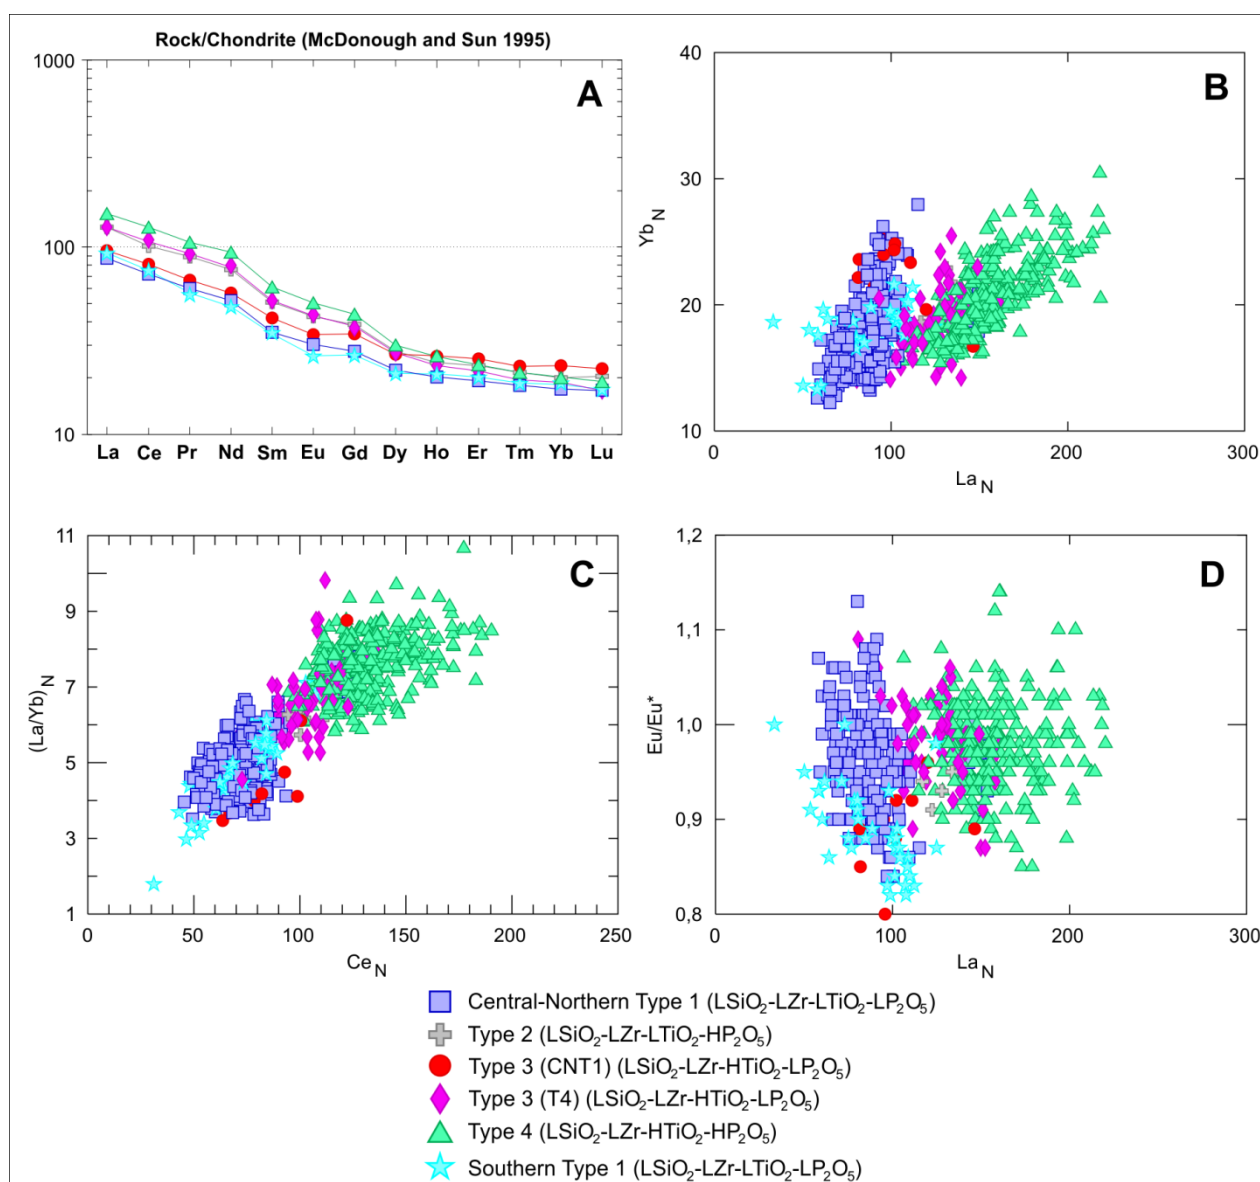 Rock/Chondrite (McDonough and Sun 1995)
1000
100
10
A
La Ce Pr Nd Sm Eu Gd Dy Ho Er Tm Yb Lu
40
30
20
10
Yb_N
B
100 200 300
0
La_N
11
9
7
5
3
1
(La/Yb)_N
C
0 50 100 150 200 250
Ce_N
1,2
1,1
1,0
0,9
0,8
Eu/Eu*
D
0 100 200 300
La_N
Central-Northern Type 1 (LSiO₂-LZr-LTiO₂-LP₂O₅)
Type 2 (LSiO₂-LZr-LTiO₂-HP₂O₅)
Type 3 (CNT1) (LSiO₂-LZr-HTiO₂-LP₂O₅)
Type 3 (T4) (LSiO₂-LZr-HTiO₂-LP₂O₅)
Type 4 (LSiO₂-LZr-HTiO₂-HP₂O₅)
Southern Type 1 (LSiO₂-LZr-LTiO₂-LP₂O₅)